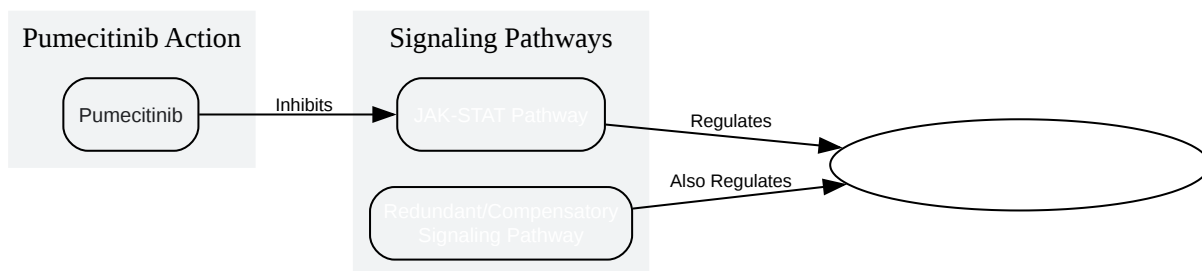 Pumecitinib Action
Signaling Pathways
Pumecitinib
Inhibits
JAK-STAT Pathway
Regulates
Also Regulates
Redundant/Compensatory
Signaling Pathway